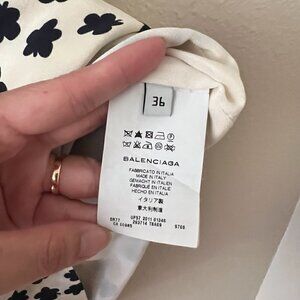 36
BALENCIAGA
FABBRICATO IN ITALIA
MADE IN ITALY
GEMACHT IN ITALIEN
FABRIQUÉ EN ITALIE
HECHO EN ITALIA
イタリア製
意大利制造